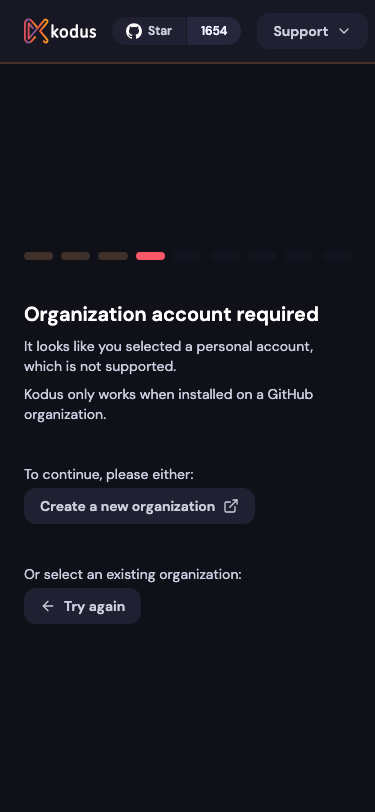 kodus
Star
1654
Support
Organization account required
It looks like you selected a personal account,
which is not supported.
Kodus only works when installed on a GitHub
organization.
To continue, please either:
Create a new organization
Or select an existing organization:
Try again